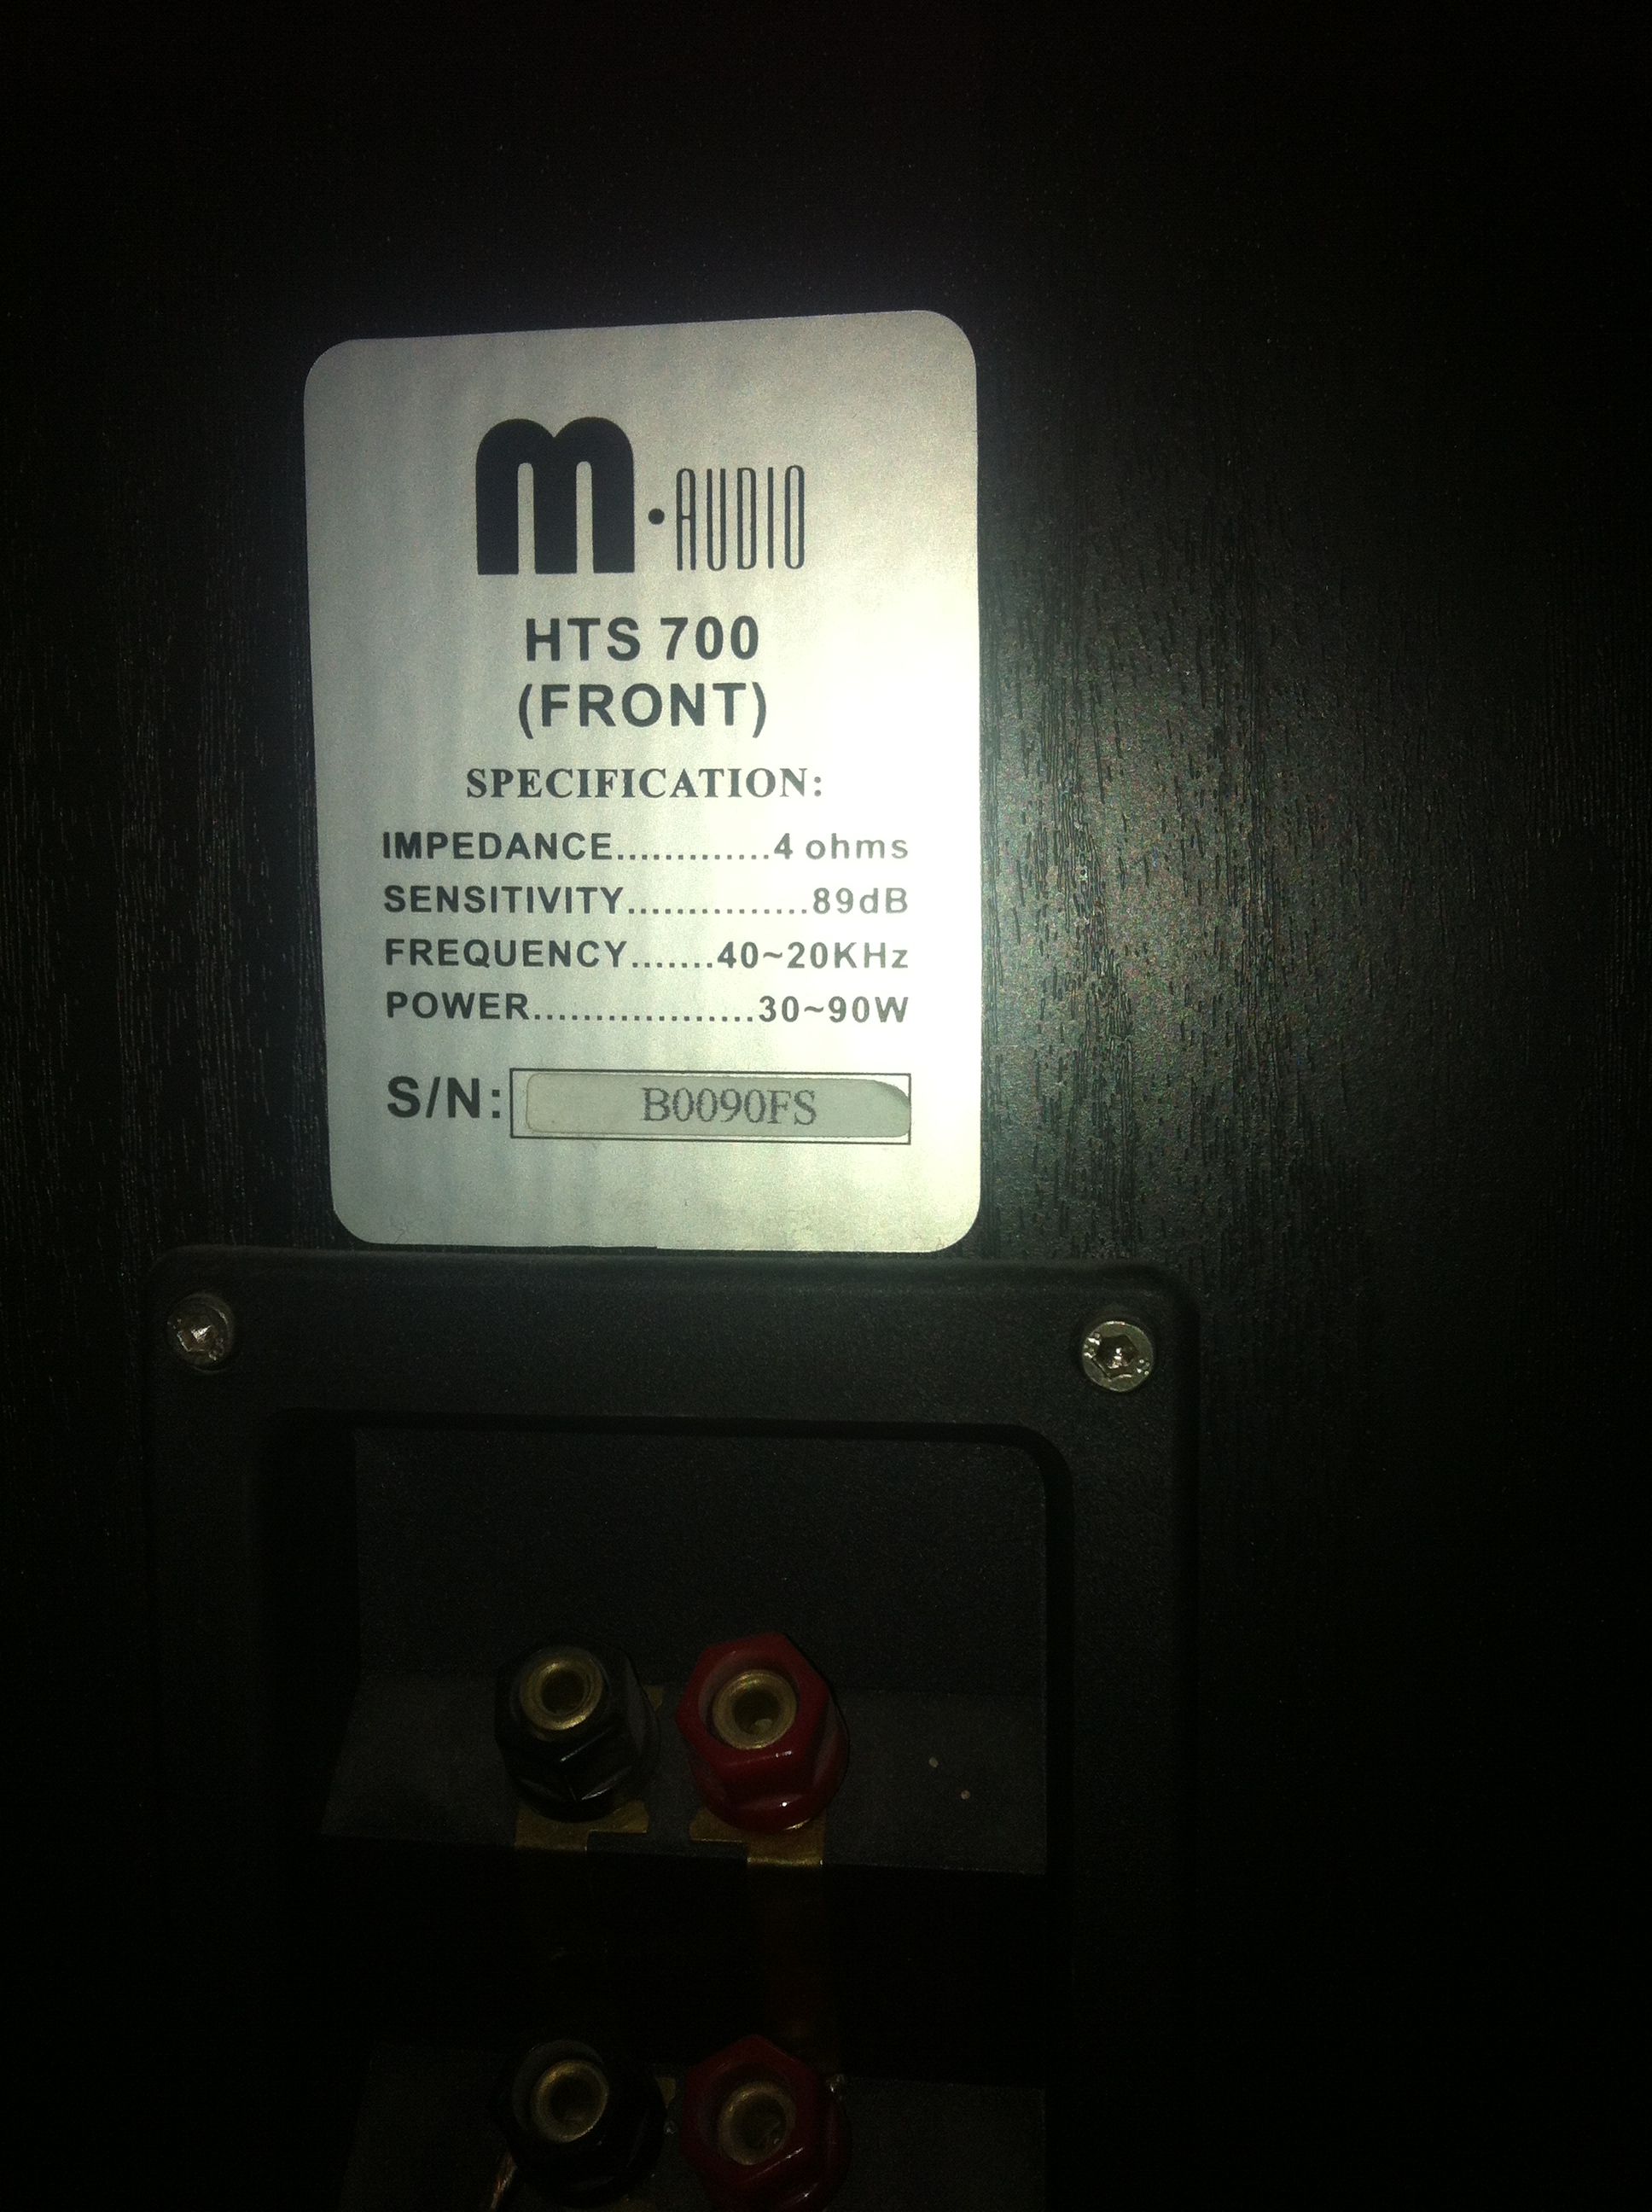 m·AUDIO
HTS 700
(FRONT)
SPECIFICATION:
IMPEDANCE.............4 ohms
SENSITIVITY...............89dB
FREQUENCY.......40~20KHz
POWER..................30~90W
S/N: B0090FS